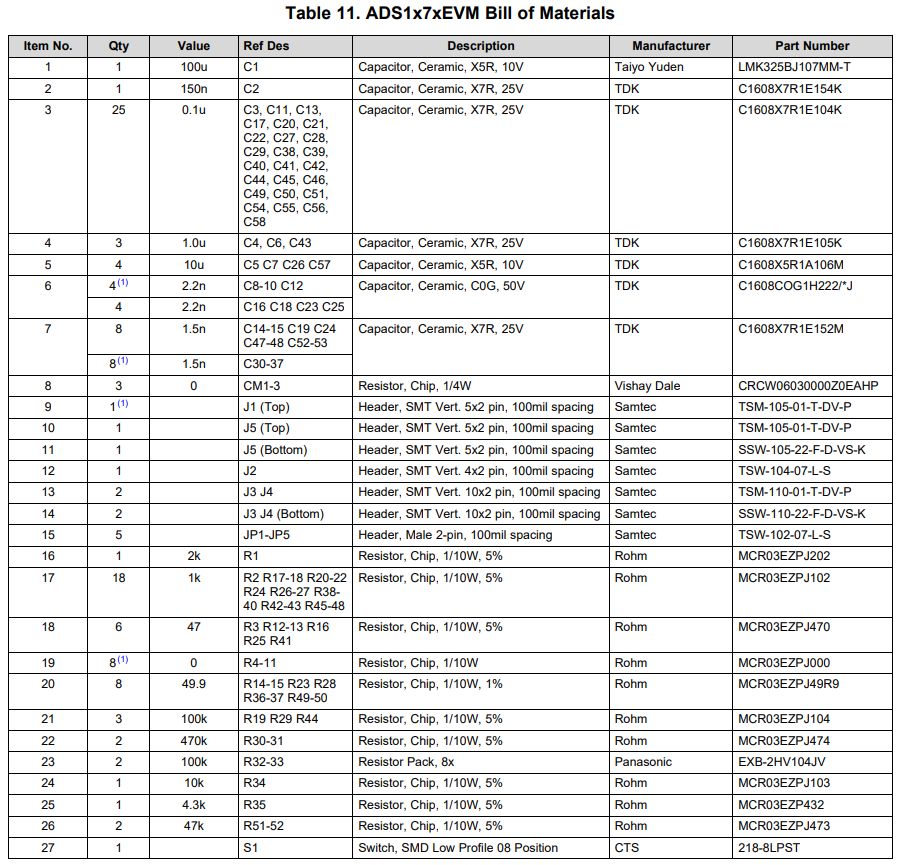 Table 11. ADS1x7xEVM Bill of Materials
Item No. Qty Value Ref Des Description Manufacturer Part Number
1 1 100u C1 Capacitor, Ceramic, X5R, 10V Taiyo Yuden LMK325BJ107MM-T
2 1 150n C2 Capacitor, Ceramic, X7R, 25V TDK C1608X7R1E154K
3 25 0.1u C3, C11, C13, Capacitor, Ceramic, X7R, 25V TDK C1608X7R1E104K
C17, C20, C21,
C22, C27, C28,
C29, C38, C39,
C40, C41, C42,
C44, C45, C46,
C49, C50, C51,
C54, C55, C56,
C58
4 3 1.0u C4, C6, C43 Capacitor, Ceramic, X7R, 25V TDK C1608X7R1E105K
5 4 10u C5 C7 C26 C57 Capacitor, Ceramic, X5R, 10V TDK C1608X5R1A106M
6 4(1) 2.2n C8-10 C12 Capacitor, Ceramic, C0G, 50V TDK C1608COG1H222/*J
4 2.2n C16 C18 C23 C25
7 8 1.5n C14-15 C19 C24 Capacitor, Ceramic, X7R, 25V TDK C1608X7R1E152M
C47-48 C52-53
8(1) 1.5n C30-37
8 3 0 CM1-3 Resistor, Chip, 1/4W Vishay Dale CRCW06030000Z0EAHP
9 1(1) J1 (Top) Header, SMT Vert. 5x2 pin, 100mil spacing Samtec TSM-105-01-T-DV-P
10 1 J5 (Top) Header, SMT Vert. 5x2 pin, 100mil spacing Samtec TSM-105-01-T-DV-P
11 1 J5 (Bottom) Header, SMT Vert. 5x2 pin, 100mil spacing Samtec SSW-105-22-F-D-VS-K
12 1 J2 Header, SMT Vert. 4x2 pin, 100mil spacing Samtec TSW-104-07-L-S
13 2 J3 J4 Header, SMT Vert. 10x2 pin, 100mil spacing Samtec TSM-110-01-T-DV-P
14 2 J3 J4 (Bottom) Header, SMT Vert. 10x2 pin, 100mil spacing Samtec SSW-110-22-F-D-VS-K
15 5 JP1-JP5 Header, Male 2-pin, 100mil spacing Samtec TSW-102-07-L-S
16 1 2k R1 Resistor, Chip, 1/10W, 5% Rohm MCR03EZPJ202
17 18 1k R2 R17-18 R20-22 Resistor, Chip, 1/10W, 5% Rohm MCR03EZPJ102
R24 R26-27 R38-
40 R42-43 R45-48
18 6 47 R3 R12-13 R16 Resistor, Chip, 1/10W, 5% Rohm MCR03EZPJ470
R25 R41
19 8(1) 0 R4-11 Resistor, Chip, 1/10W Rohm MCR03EZPJ000
20 8 49.9 R14-15 R23 R28 Resistor, Chip, 1/10W, 1% Rohm MCR03EZPJ49R9
R36-37 R49-50
21 3 100k R19 R29 R44 Resistor, Chip, 1/10W, 5% Rohm MCR03EZPJ104
22 2 470k R30-31 Resistor, Chip, 1/10W, 5% Rohm MCR03EZPJ474
23 2 100k R32-33 Resistor Pack, 8x Panasonic EXB-2HV104JV
24 1 10k R34 Resistor, Chip, 1/10W, 5% Rohm MCR03EZPJ103
25 1 4.3k R35 Resistor, Chip, 1/10W, 5% Rohm MCR03EZP432
26 2 47k R51-52 Resistor, Chip, 1/10W, 5% Rohm MCR03EZPJ473
27 1 S1 Switch, SMD Low Profile 08 Position CTS 218-8LPST